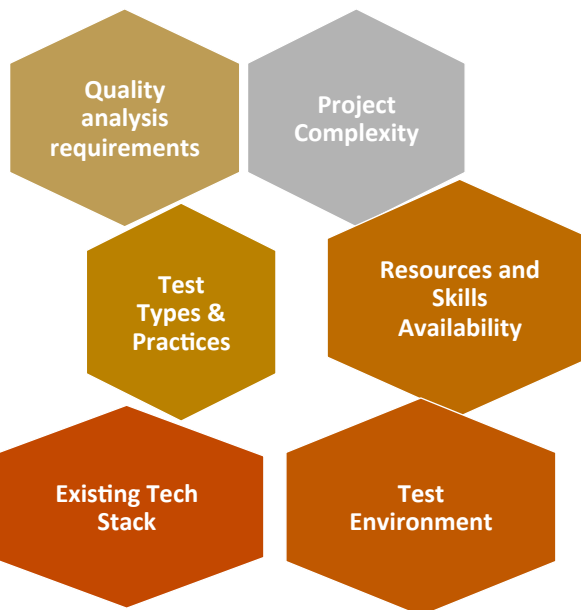 Quality
analysis
requirements
Project
Complexity
Test
Types &
Practices
Resources and
Skills
Availability
Existing Tech
Stack
Test
Environment